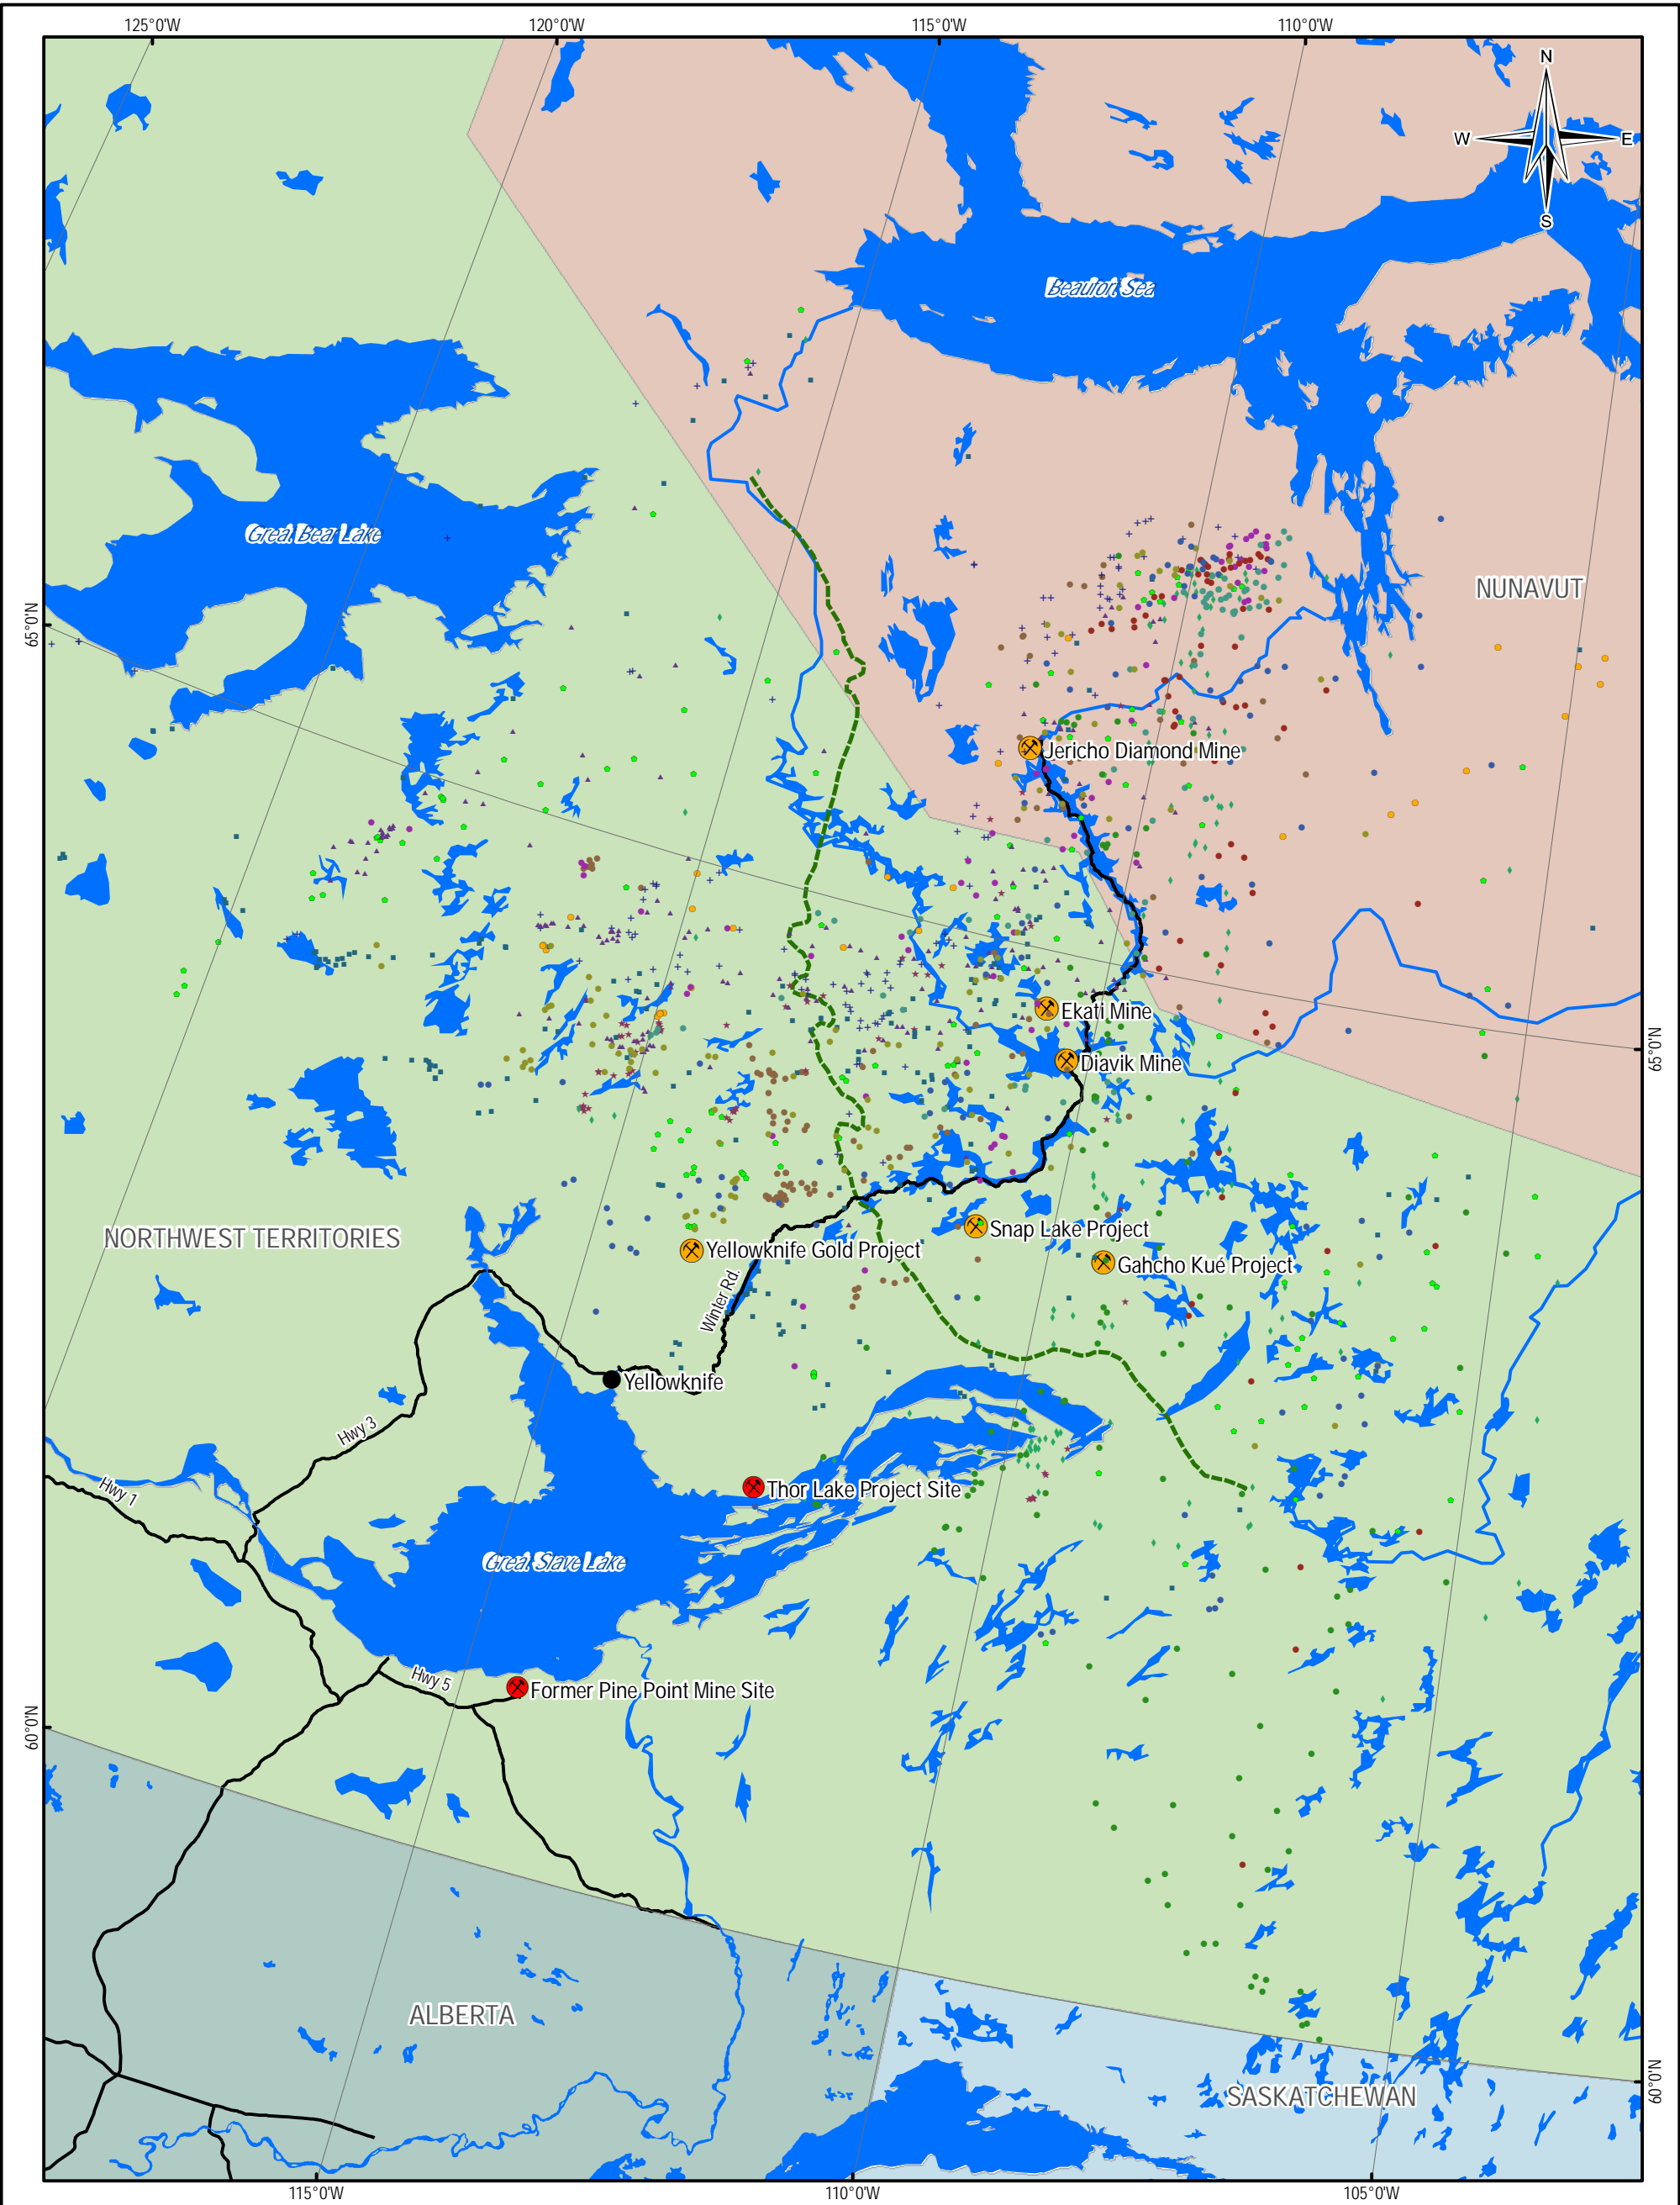 125°0'W
120°0'W
115°0'W
110°0'W
N
W
E
S
Beaufort Sea
Great Bear Lake
NUNAVUT
65°0'N
Jericho Diamond Mine
Ekati Mine
65°0'N
Diavik Mine
NORTHWEST TERRITORIES
Snap Lake Project
Yellowknife Gold Project
Gahcho Kué Project
Winter Rd.
Yellowknife
Hwy 3
Hwy 1
Thor Lake Project Site
Great Slave Lake
Hwy 5
Former Pine Point Mine Site
60°0'N
ALBERTA
SASKATCHEWAN
60°0'N
115°0'W
110°0'W
105°0'W